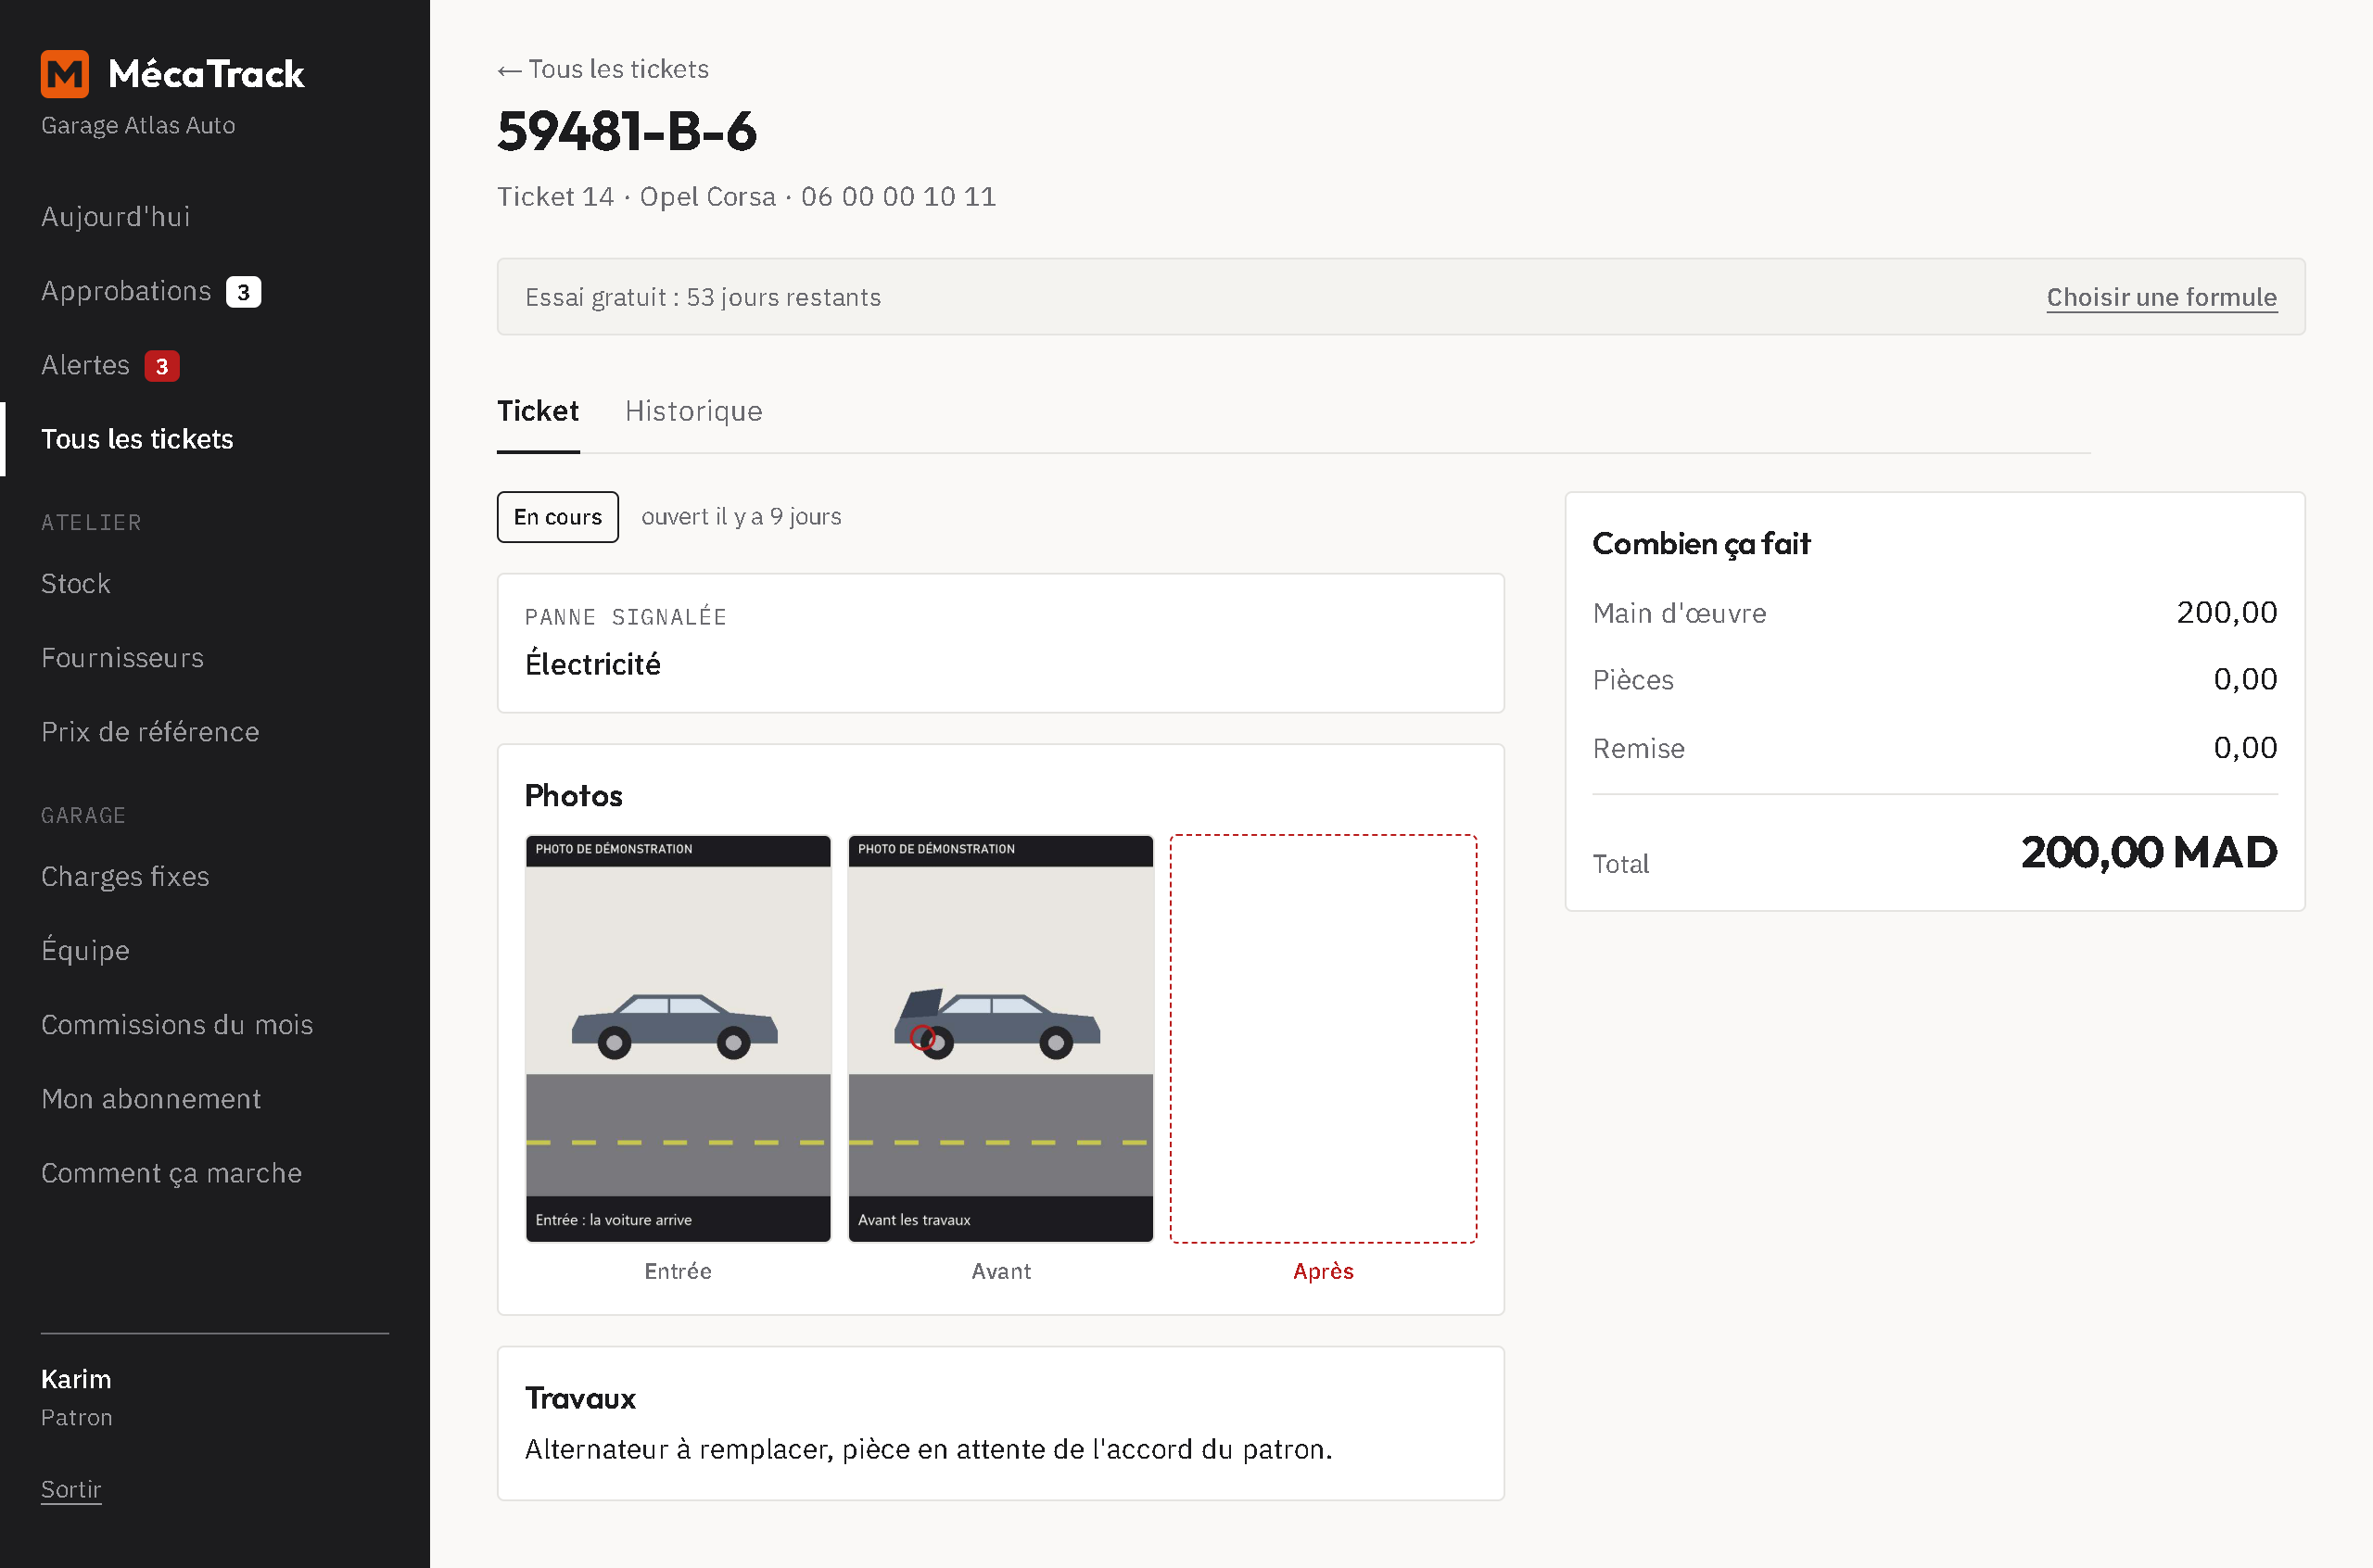 MécaTrack
Garage Atlas Auto
Aujourd'hui
Approbations 3
Alertes 3
Tous les tickets
ATELIER
Stock
Fournisseurs
Prix de référence
GARAGE
Charges fixes
Équipe
Commissions du mois
Mon abonnement
Comment ça marche
Karim
Patron
Sortir
← Tous les tickets
59481-B-6
Ticket 14 · Opel Corsa · 06 00 00 10 11
Essai gratuit : 53 jours restants
Choisir une formule
Ticket
Historique
En cours
ouvert il y a 9 jours
PANNE SIGNALÉE
Électricité
Photos
PHOTO DE DÉMONSTRATION
Entrée : la voiture arrive
Entrée
PHOTO DE DÉMONSTRATION
Avant les travaux
Avant
Après
Travaux
Alternateur à remplacer, pièce en attente de l'accord du patron.
Combien ça fait
Main d'œuvre 200,00
Pièces 0,00
Remise 0,00
Total 200,00 MAD